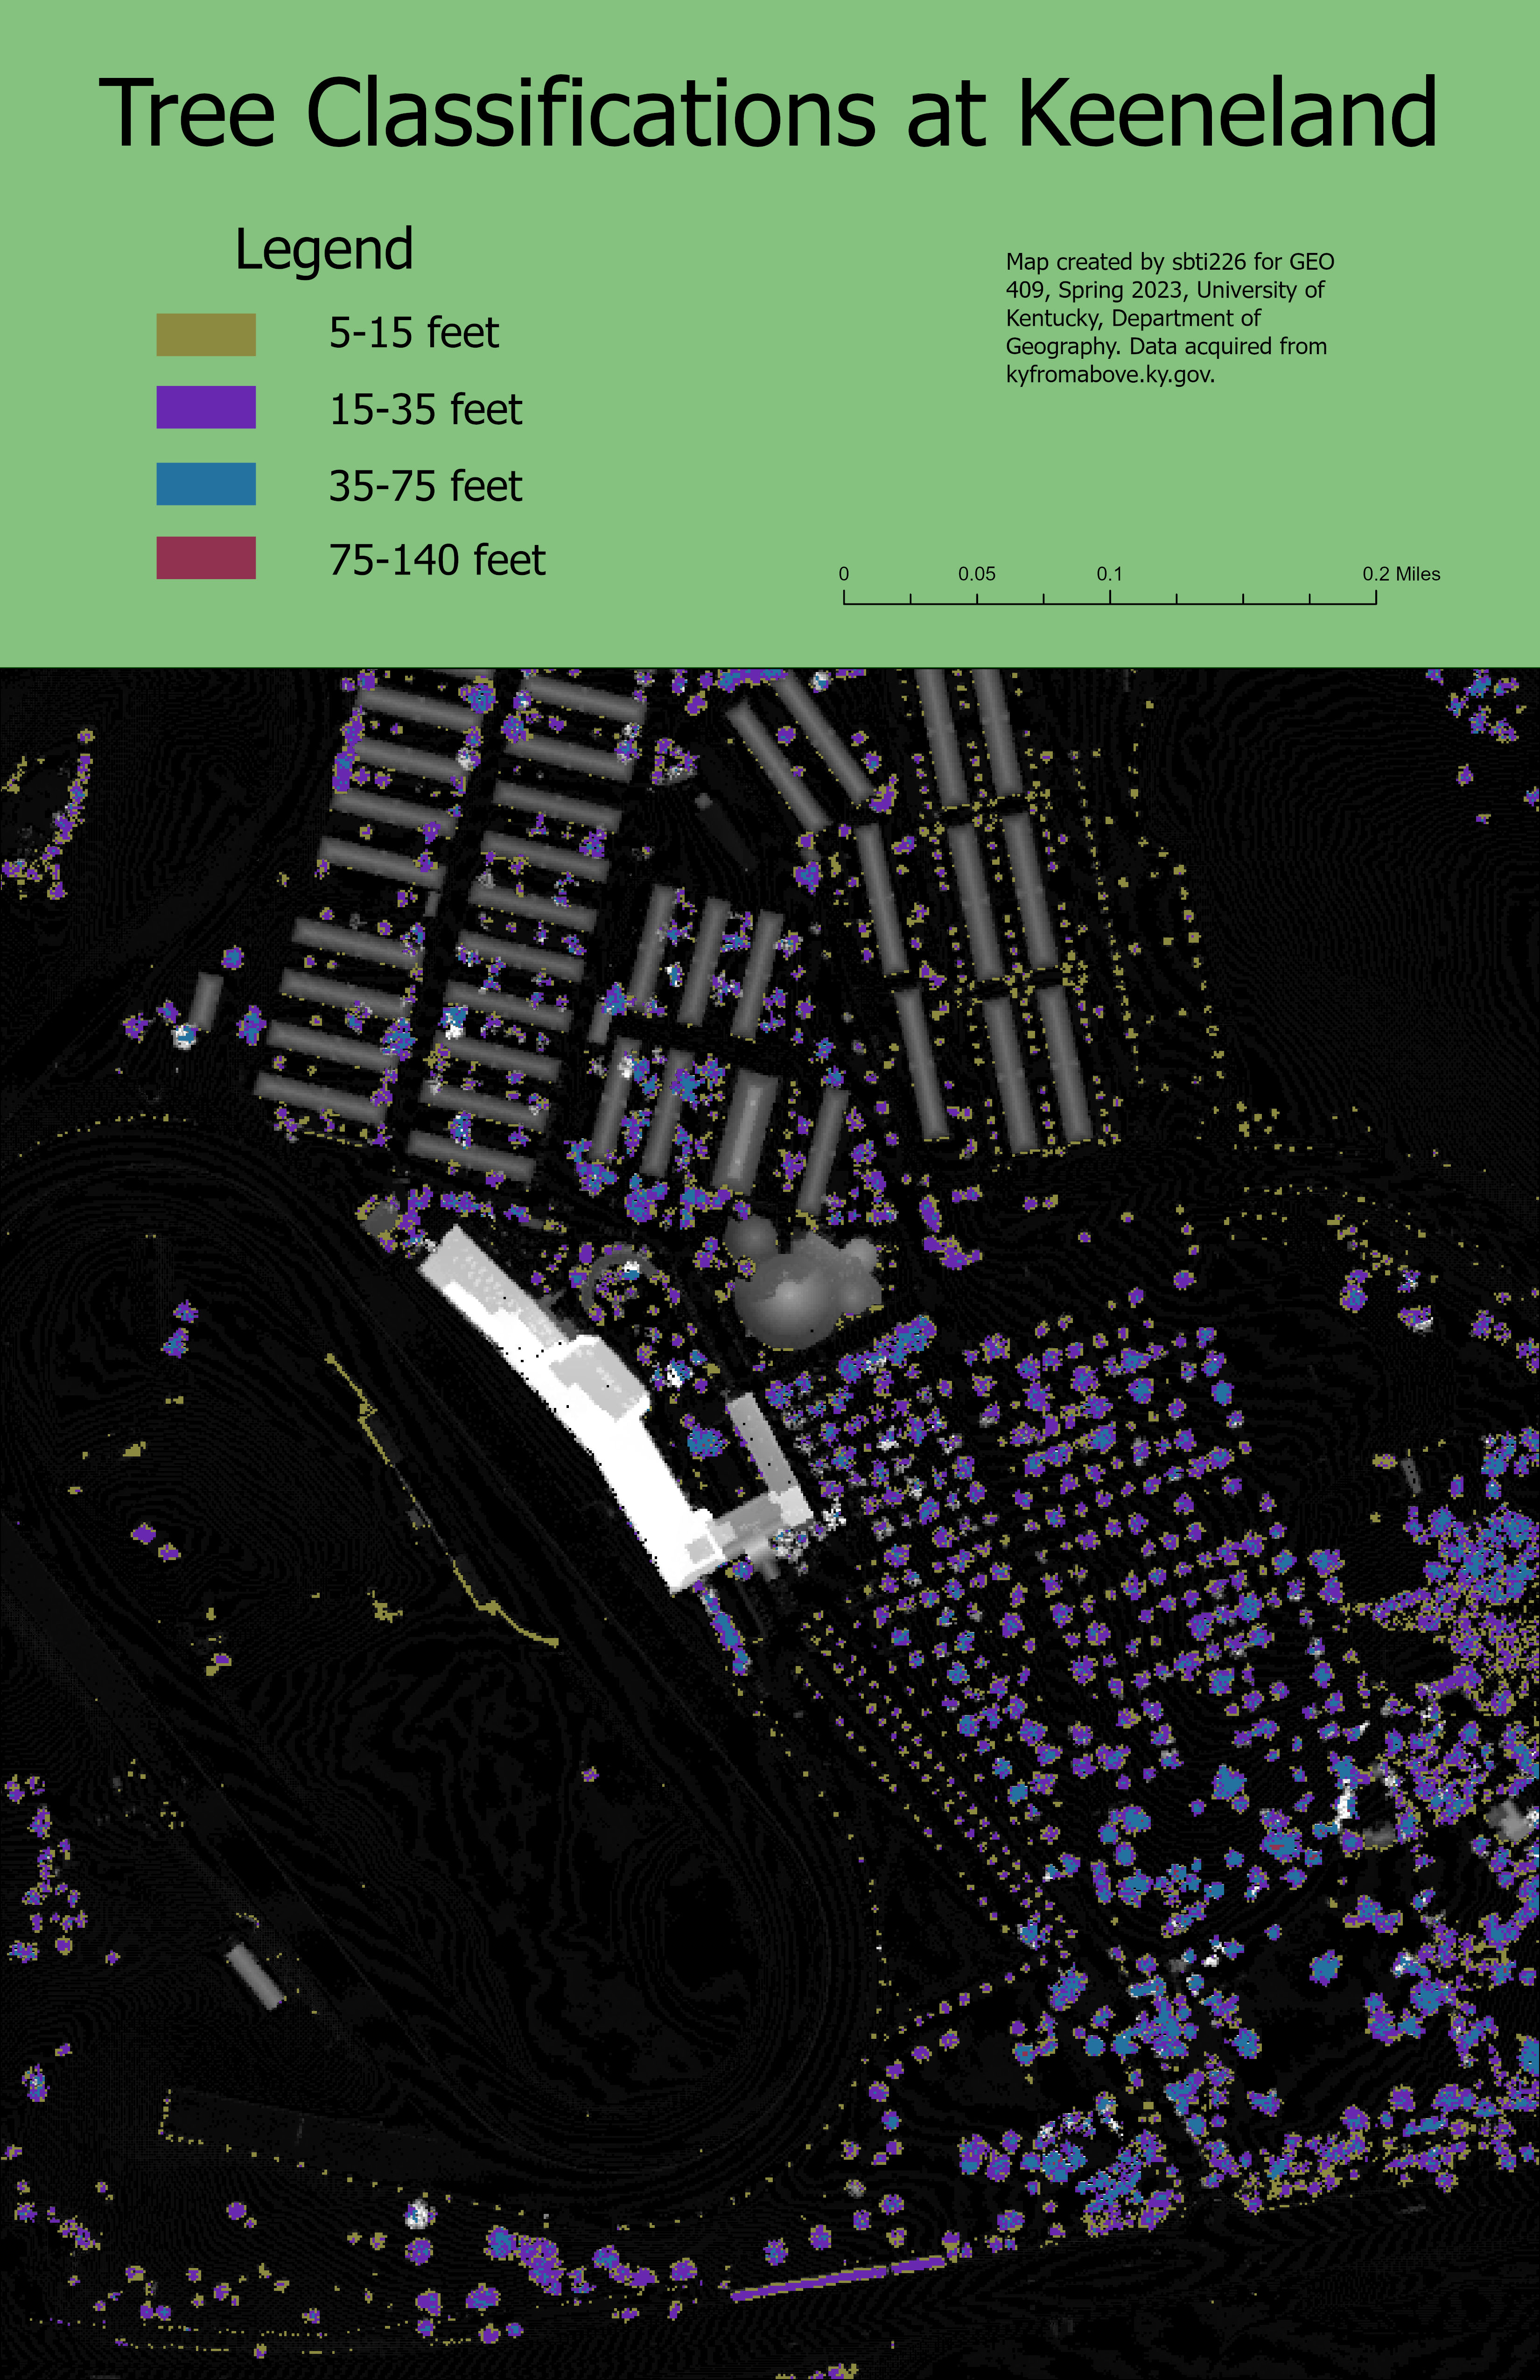 Tree Classifications at Keeneland
Legend
5-15 feet
15-35 feet
35-75 feet
75-140 feet
Map created by sbti226 for GEO
409, Spring 2023, University of
Kentucky, Department of
Geography. Data acquired from
kyfromabove.ky.gov.
0 0.05 0.1 0.2 Miles